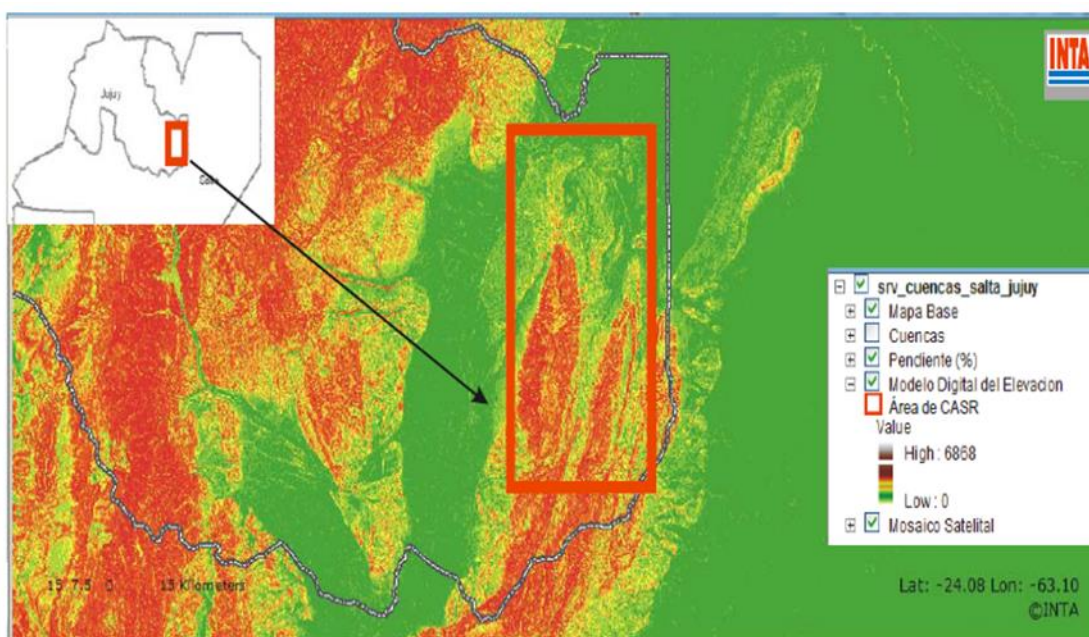 Jujuy
Salta
INTA
srv_cuencas_salta_jujuy
Mapa Base
Cuencas
Pendiente (%)
Modelo Digital del Elevacion
Área de CASR
Value
High : 6868
Low : 0
Mosaico Satelital
15 7.5 0 15 Kilometers
Lat: -24.08 Lon: -63.10
©INTA